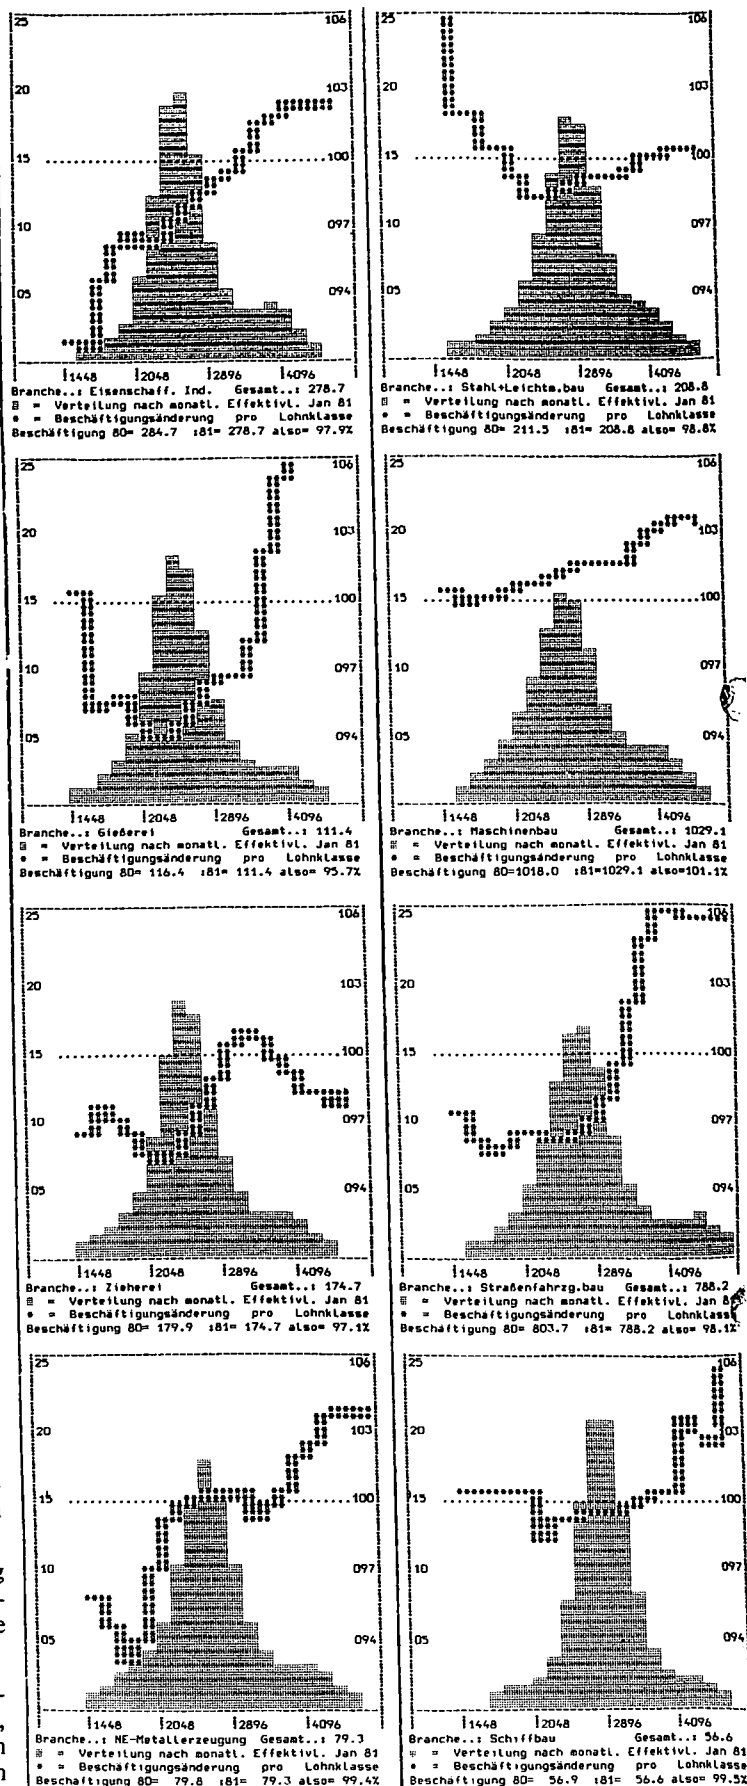 25 106
20 103
15 100
10 097
05 094
|1448 |2048 |2896 |4096
Branche..: Eisenschaff. Ind. Gesamt..: 278.7
▒ = Verteilung nach monatl. Effektivl. Jan 81
* = Beschäftigungsänderung pro Lohnklasse
Beschäftigung 80= 284.7 :81= 278.7 also= 97.9%
25 106
20 103
15 100
10 097
05 094
|1448 |2048 |2896 |4096
Branche..: Stahl+Leichtm.bau Gesamt..: 208.8
▒ = Verteilung nach monatl. Effektivl. Jan 81
* = Beschäftigungsänderung pro Lohnklasse
Beschäftigung 80= 211.5 :81= 208.8 also= 98.8%
25 106
20 103
15 100
10 097
05 094
|1448 |2048 |2896 |4096
Branche..: Gießerei Gesamt..: 111.4
▒ = Verteilung nach monatl. Effektivl. Jan 81
* = Beschäftigungsänderung pro Lohnklasse
Beschäftigung 80= 116.4 :81= 111.4 also= 95.7%
25 106
20 103
15 100
10 097
05 094
|1448 |2048 |2896 |4096
Branche..: Maschinenbau Gesamt..: 1029.1
▒ = Verteilung nach monatl. Effektivl. Jan 81
* = Beschäftigungsänderung pro Lohnklasse
Beschäftigung 80=1018.0 :81=1029.1 also=101.1%
25 106
20 103
15 100
10 097
05 094
|1448 |2048 |2896 |4096
Branche..: Zieherei Gesamt..: 174.7
▒ = Verteilung nach monatl. Effektivl. Jan 81
* = Beschäftigungsänderung pro Lohnklasse
Beschäftigung 80= 179.9 :81= 174.7 also= 97.1%
25 106
20 103
15 100
10 097
05 094
|1448 |2048 |2896 |4096
Branche..: Straßenfahrzg.bau Gesamt..: 788.2
▒ = Verteilung nach monatl. Effektivl. Jan 81
* = Beschäftigungsänderung pro Lohnklasse
Beschäftigung 80= 803.7 :81= 788.2 also= 98.1%
25 106
20 103
15 100
10 097
05 094
|1448 |2048 |2896 |4096
Branche..: NE-Metallerzeugung Gesamt..: 79.3
▒ = Verteilung nach monatl. Effektivl. Jan 81
* = Beschäftigungsänderung pro Lohnklasse
Beschäftigung 80= 79.8 :81= 79.3 also= 99.4%
25 106
20 103
15 100
10 097
05 094
|1448 |2048 |2896 |4096
Branche..: Schiffbau Gesamt..: 56.6
▒ = Verteilung nach monatl. Effektivl. Jan 81
* = Beschäftigungsänderung pro Lohnklasse
Beschäftigung 80= 56.9 :81= 56.6 also= 99.5%